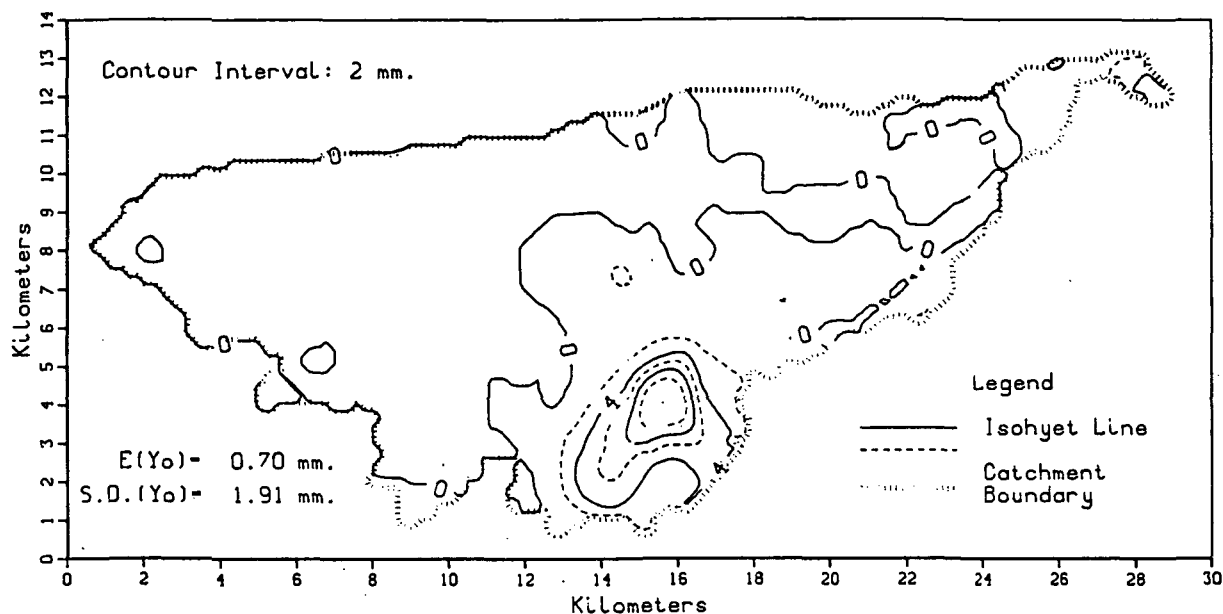 14
13
12
11
10
9
8
7
6
5
4
3
2
1
0
Kilometers
Contour Interval: 2 mm.
0
0
0
0
0
0
0
0
0
0
0
0
4
4
E(Yo)- 0.70 mm.
S.D.(Yo)- 1.91 mm.
Legend
Isohyet Line
Catchment
Boundary
0 2 4 6 8 10 12 14 16 18 20 22 24 26 28 30
Kilometers